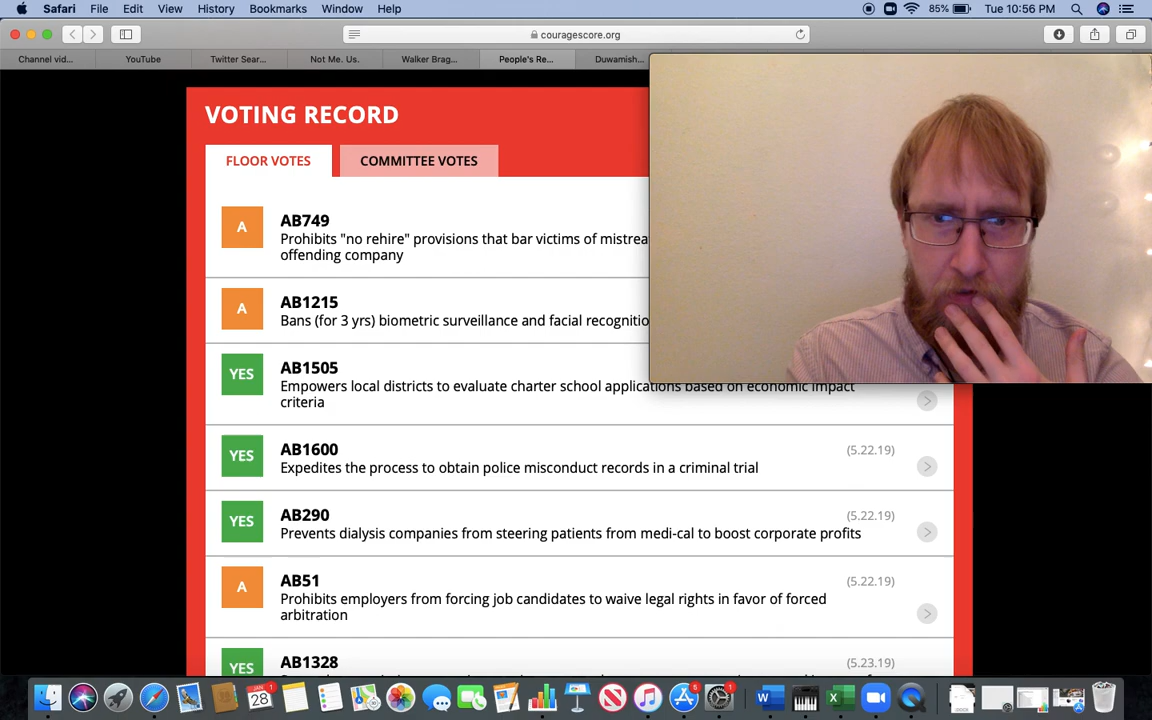 Safari File Edit View History Bookmarks Window Help 85% Tue 10:56 PM
couragescore.org
Channel vid... YouTube Twitter Sear... Not Me. Us. Walker Brag... People's Re... Duwamish...
VOTING RECORD
FLOOR VOTES COMMITTEE VOTES
A AB749
Prohibits "no rehire" provisions that bar victims of mistrea
offending company
A AB1215
Bans (for 3 yrs) biometric surveillance and facial recognitio
YES AB1505
Empowers local districts to evaluate charter school applications based on economic impact
criteria
YES AB1600 (5.22.19)
Expedites the process to obtain police misconduct records in a criminal trial
YES AB290 (5.22.19)
Prevents dialysis companies from steering patients from medi-cal to boost corporate profits
A AB51 (5.22.19)
Prohibits employers from forcing job candidates to waive legal rights in favor of forced
arbitration
YES AB1328 (5.23.19)
JAN 28 1 6 1